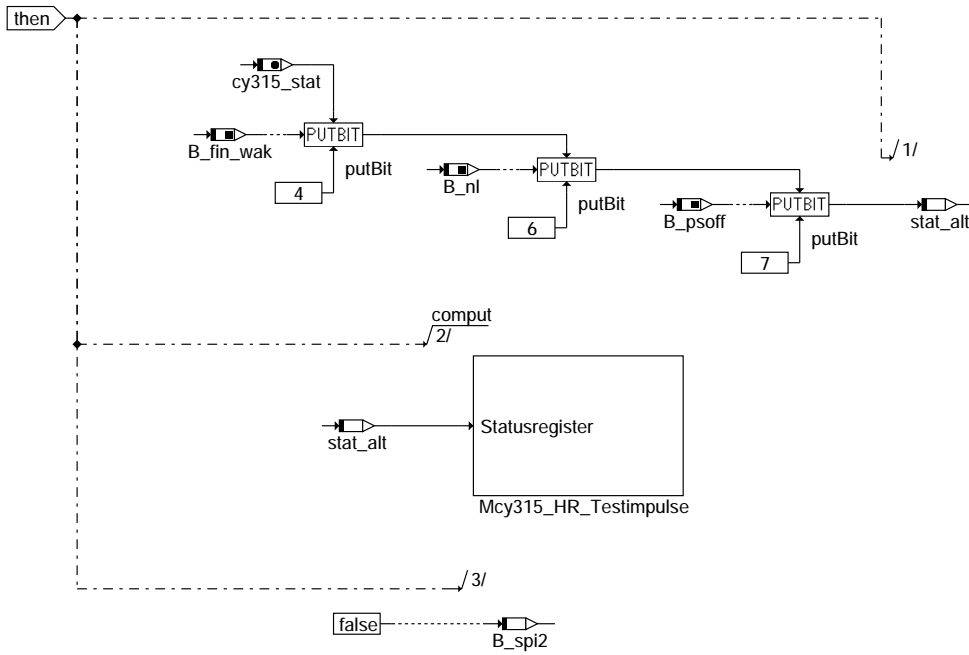 then
cy315_stat
B_fin_wak
PUTBIT
putBit
4
/1/
B_nl
PUTBIT
putBit
6
B_psoff
PUTBIT
putBit
7
stat_alt
comput
/2/
stat_alt
Statusregister
Mcy315_HR_Testimpulse
/3/
false
B_spi2